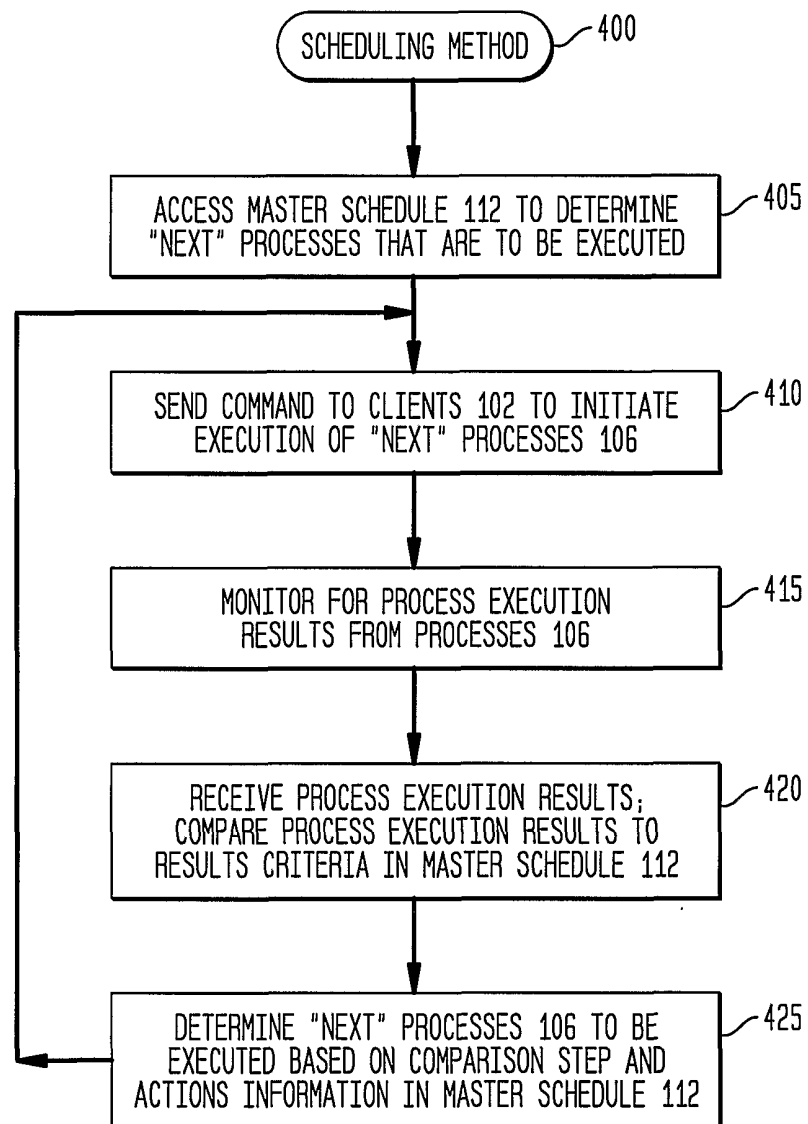 SCHEDULING METHOD
400
ACCESS MASTER SCHEDULE 112 TO DETERMINE
"NEXT" PROCESSES THAT ARE TO BE EXECUTED
405
SEND COMMAND TO CLIENTS 102 TO INITIATE
EXECUTION OF "NEXT" PROCESSES 106
410
MONITOR FOR PROCESS EXECUTION
RESULTS FROM PROCESSES 106
415
RECEIVE PROCESS EXECUTION RESULTS;
COMPARE PROCESS EXECUTION RESULTS TO
RESULTS CRITERIA IN MASTER SCHEDULE 112
420
DETERMINE "NEXT" PROCESSES 106 TO BE
EXECUTED BASED ON COMPARISON STEP AND
ACTIONS INFORMATION IN MASTER SCHEDULE 112
425